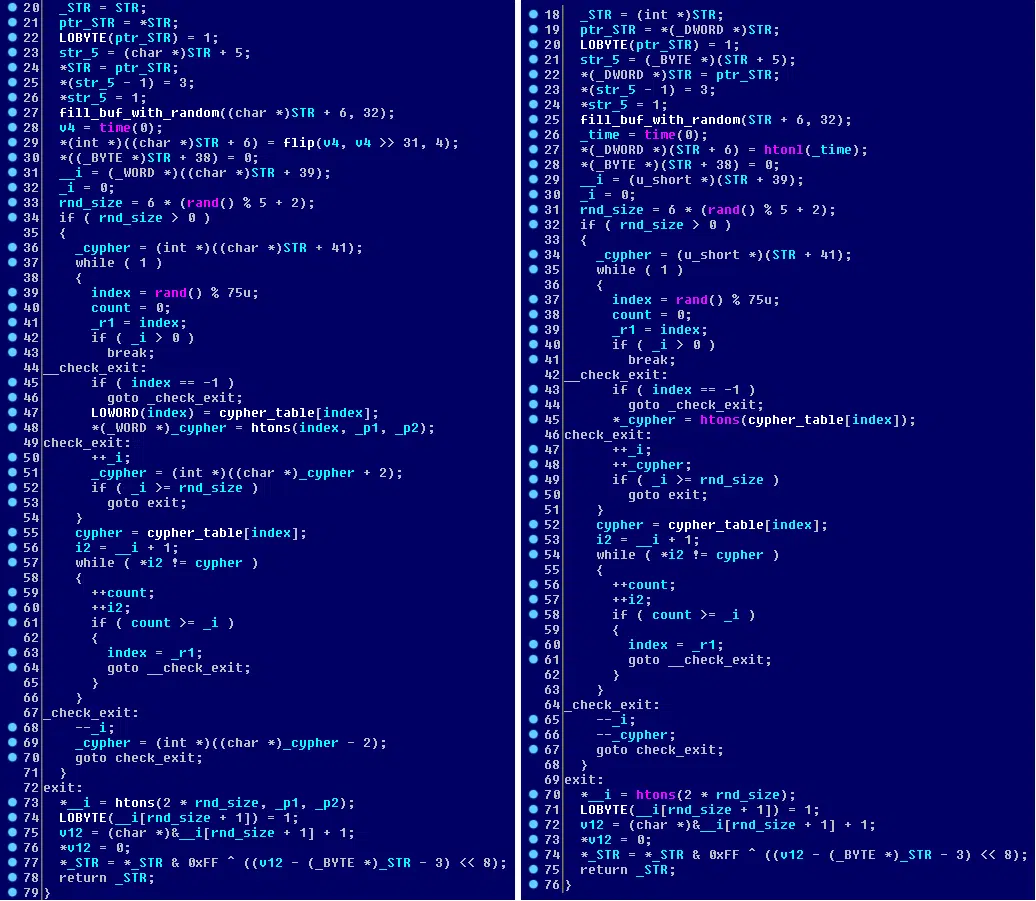 20 _STR = STR;
21 ptr_STR = *STR;
22 LOBYTE(ptr_STR) = 1;
23 str_5 = (char *)STR + 5;
24 *STR = ptr_STR;
25 *(str_5 - 1) = 3;
26 *str_5 = 1;
27 fill_buf_with_random((char *)STR + 6, 32);
28 v4 = time(0);
29 *(int *)((char *)STR + 6) = flip(v4, v4 >> 31, 4);
30 *((_BYTE *)STR + 38) = 0;
31 __i = (_WORD *)((char *)STR + 39);
32 _i = 0;
33 rnd_size = 6 * (rand() % 5 + 2);
34 if ( rnd_size > 0 )
35 {
36 _cypher = (int *)((char *)STR + 41);
37 while ( 1 )
38 {
39 index = rand() % 75u;
40 count = 0;
41 _r1 = index;
42 if ( _i > 0 )
43 break;
44 __check_exit:
45 if ( index == -1 )
46 goto _check_exit;
47 LOWORD(index) = cypher_table[index];
48 *(_WORD *)_cypher = htons(index, _p1, _p2);
49 check_exit:
50 ++_i;
51 _cypher = (int *)((char *)_cypher + 2);
52 if ( _i >= rnd_size )
53 goto exit;
54 }
55 cypher = cypher_table[index];
56 i2 = __i + 1;
57 while ( *i2 != cypher )
58 {
59 ++count;
60 ++i2;
61 if ( count >= _i )
62 {
63 index = _r1;
64 goto __check_exit;
65 }
66 }
67 _check_exit:
68 --_i;
69 _cypher = (int *)((char *)_cypher - 2);
70 goto check_exit;
71 }
72 exit:
73 *__i = htons(2 * rnd_size, _p1, _p2);
74 LOBYTE(__i[rnd_size + 1]) = 1;
75 v12 = (char *)&__i[rnd_size + 1] + 1;
76 *v12 = 0;
77 *_STR = *_STR & 0xFF ^ ((v12 - (_BYTE *)_STR - 3) << 8);
78 return _STR;
79 }
18 _STR = (int *)STR;
19 ptr_STR = *(_DWORD *)STR;
20 LOBYTE(ptr_STR) = 1;
21 str_5 = (_BYTE *)(STR + 5);
22 *(_DWORD *)STR = ptr_STR;
23 *(str_5 - 1) = 3;
24 *str_5 = 1;
25 fill_buf_with_random(STR + 6, 32);
26 _time = time(0);
27 *(_DWORD *)(STR + 6) = htonl(_time);
28 *(_BYTE *)(STR + 38) = 0;
29 __i = (u_short *)(STR + 39);
30 _i = 0;
31 rnd_size = 6 * (rand() % 5 + 2);
32 if ( rnd_size > 0 )
33 {
34 _cypher = (u_short *)(STR + 41);
35 while ( 1 )
36 {
37 index = rand() % 75u;
38 count = 0;
39 _r1 = index;
40 if ( _i > 0 )
41 break;
42 __check_exit:
43 if ( index == -1 )
44 goto _check_exit;
45 *_cypher = htons(cypher_table[index]);
46 check_exit:
47 ++_i;
48 ++_cypher;
49 if ( _i >= rnd_size )
50 goto exit;
51 }
52 cypher = cypher_table[index];
53 i2 = __i + 1;
54 while ( *i2 != cypher )
55 {
56 ++count;
57 ++i2;
58 if ( count >= _i )
59 {
60 index = _r1;
61 goto __check_exit;
62 }
63 }
64 _check_exit:
65 --_i;
66 --_cypher;
67 goto check_exit;
68 }
69 exit:
70 *__i = htons(2 * rnd_size);
71 LOBYTE(__i[rnd_size + 1]) = 1;
72 v12 = (char *)&__i[rnd_size + 1] + 1;
73 *v12 = 0;
74 *_STR = *_STR & 0xFF ^ ((v12 - (_BYTE *)_STR - 3) << 8);
75 return _STR;
76 }